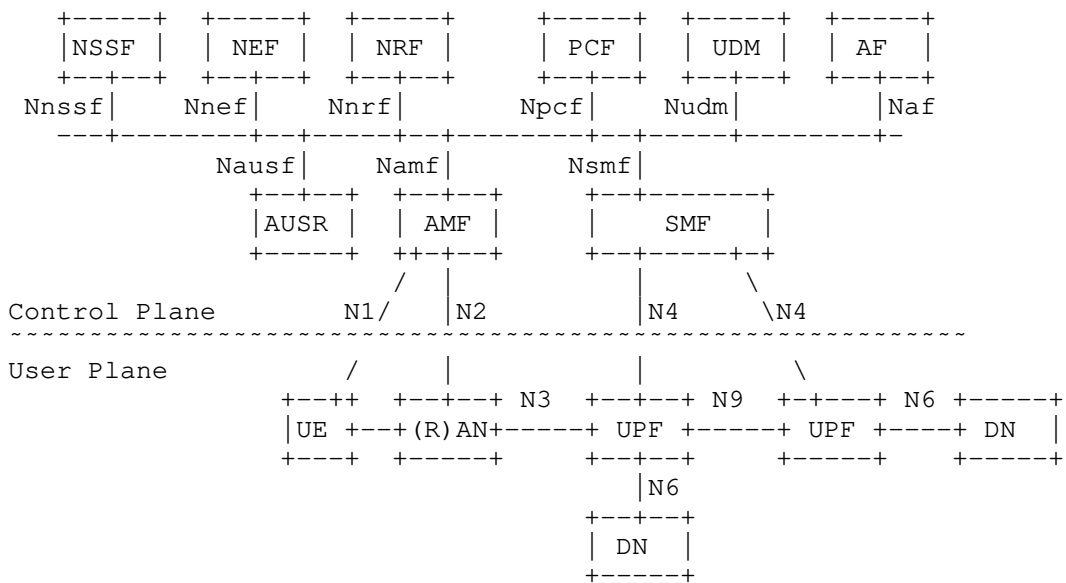 NSSF NEF NRF PCF UDM AF
Nnssf Nnef Nnrf Npcf Nudm Naf
Nausf Namf Nsmf
AUSR AMF SMF
Control Plane N1 N2 N4 N4
User Plane
N3 N9 N6
UE (R)AN UPF UPF DN
N6
DN